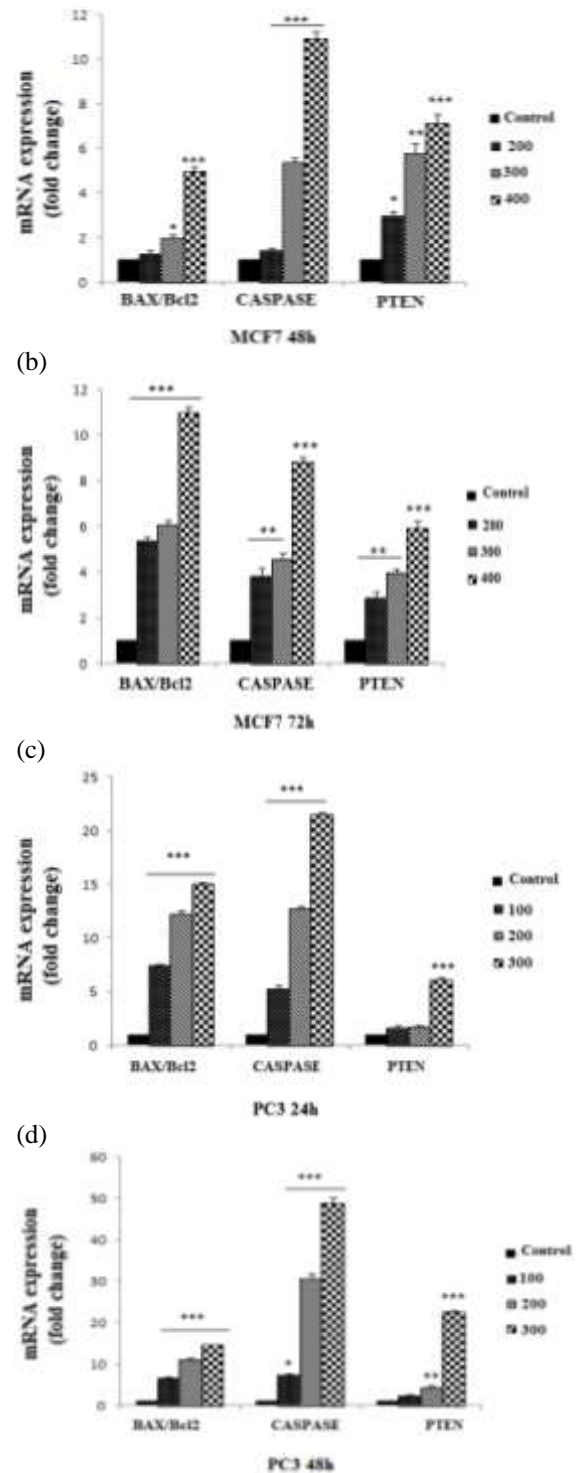 ***
12
10
8
6
4
2
0
mRNA expression
(fold change)
***
*
*
**
***
Control
200
300
400
BAX/Bcl2 CASPASE PTEN
MCF7 48h
(b)
***
12
10
8
6
4
2
0
mRNA expression
(fold change)
**
***
**
***
Control
200
300
400
BAX/Bcl2 CASPASE PTEN
MCF7 72h
(c)
25
20
15
10
5
0
mRNA expression
(fold change)
***
***
***
Control
100
200
300
BAX/Bcl2 CASPASE PTEN
PC3 24h
(d)
60
50
40
30
20
10
0
mRNA expression
(fold change)
***
***
*
**
***
Control
100
200
300
BAX/Bcl2 CASPASE PTEN
PC3 48h